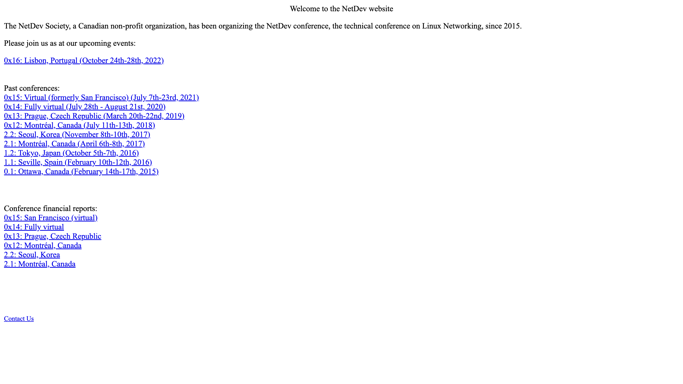 Welcome to the NetDev website
The NetDev Society, a Canadian non-profit organization, has been organizing the NetDev conference, the technical conference on Linux Networking, since 2015.
Please join us as at our upcoming events:
0x16: Lisbon, Portugal (October 24th-28th, 2022)
Past conferences:
0x15: Virtual (formerly San Francisco) (July 7th-23rd, 2021)
0x14: Fully virtual (July 28th - August 21st, 2020)
0x13: Prague, Czech Republic (March 20th-22nd, 2019)
0x12: Montréal, Canada (July 11th-13th, 2018)
2.2: Seoul, Korea (November 8th-10th, 2017)
2.1: Montréal, Canada (April 6th-8th, 2017)
1.2: Tokyo, Japan (October 5th-7th, 2016)
1.1: Seville, Spain (February 10th-12th, 2016)
0.1: Ottawa, Canada (February 14th-17th, 2015)
Conference financial reports:
0x15: San Francisco (virtual)
0x14: Fully virtual
0x13: Prague, Czech Republic
0x12: Montréal, Canada
2.2: Seoul, Korea
2.1: Montréal, Canada
Contact Us